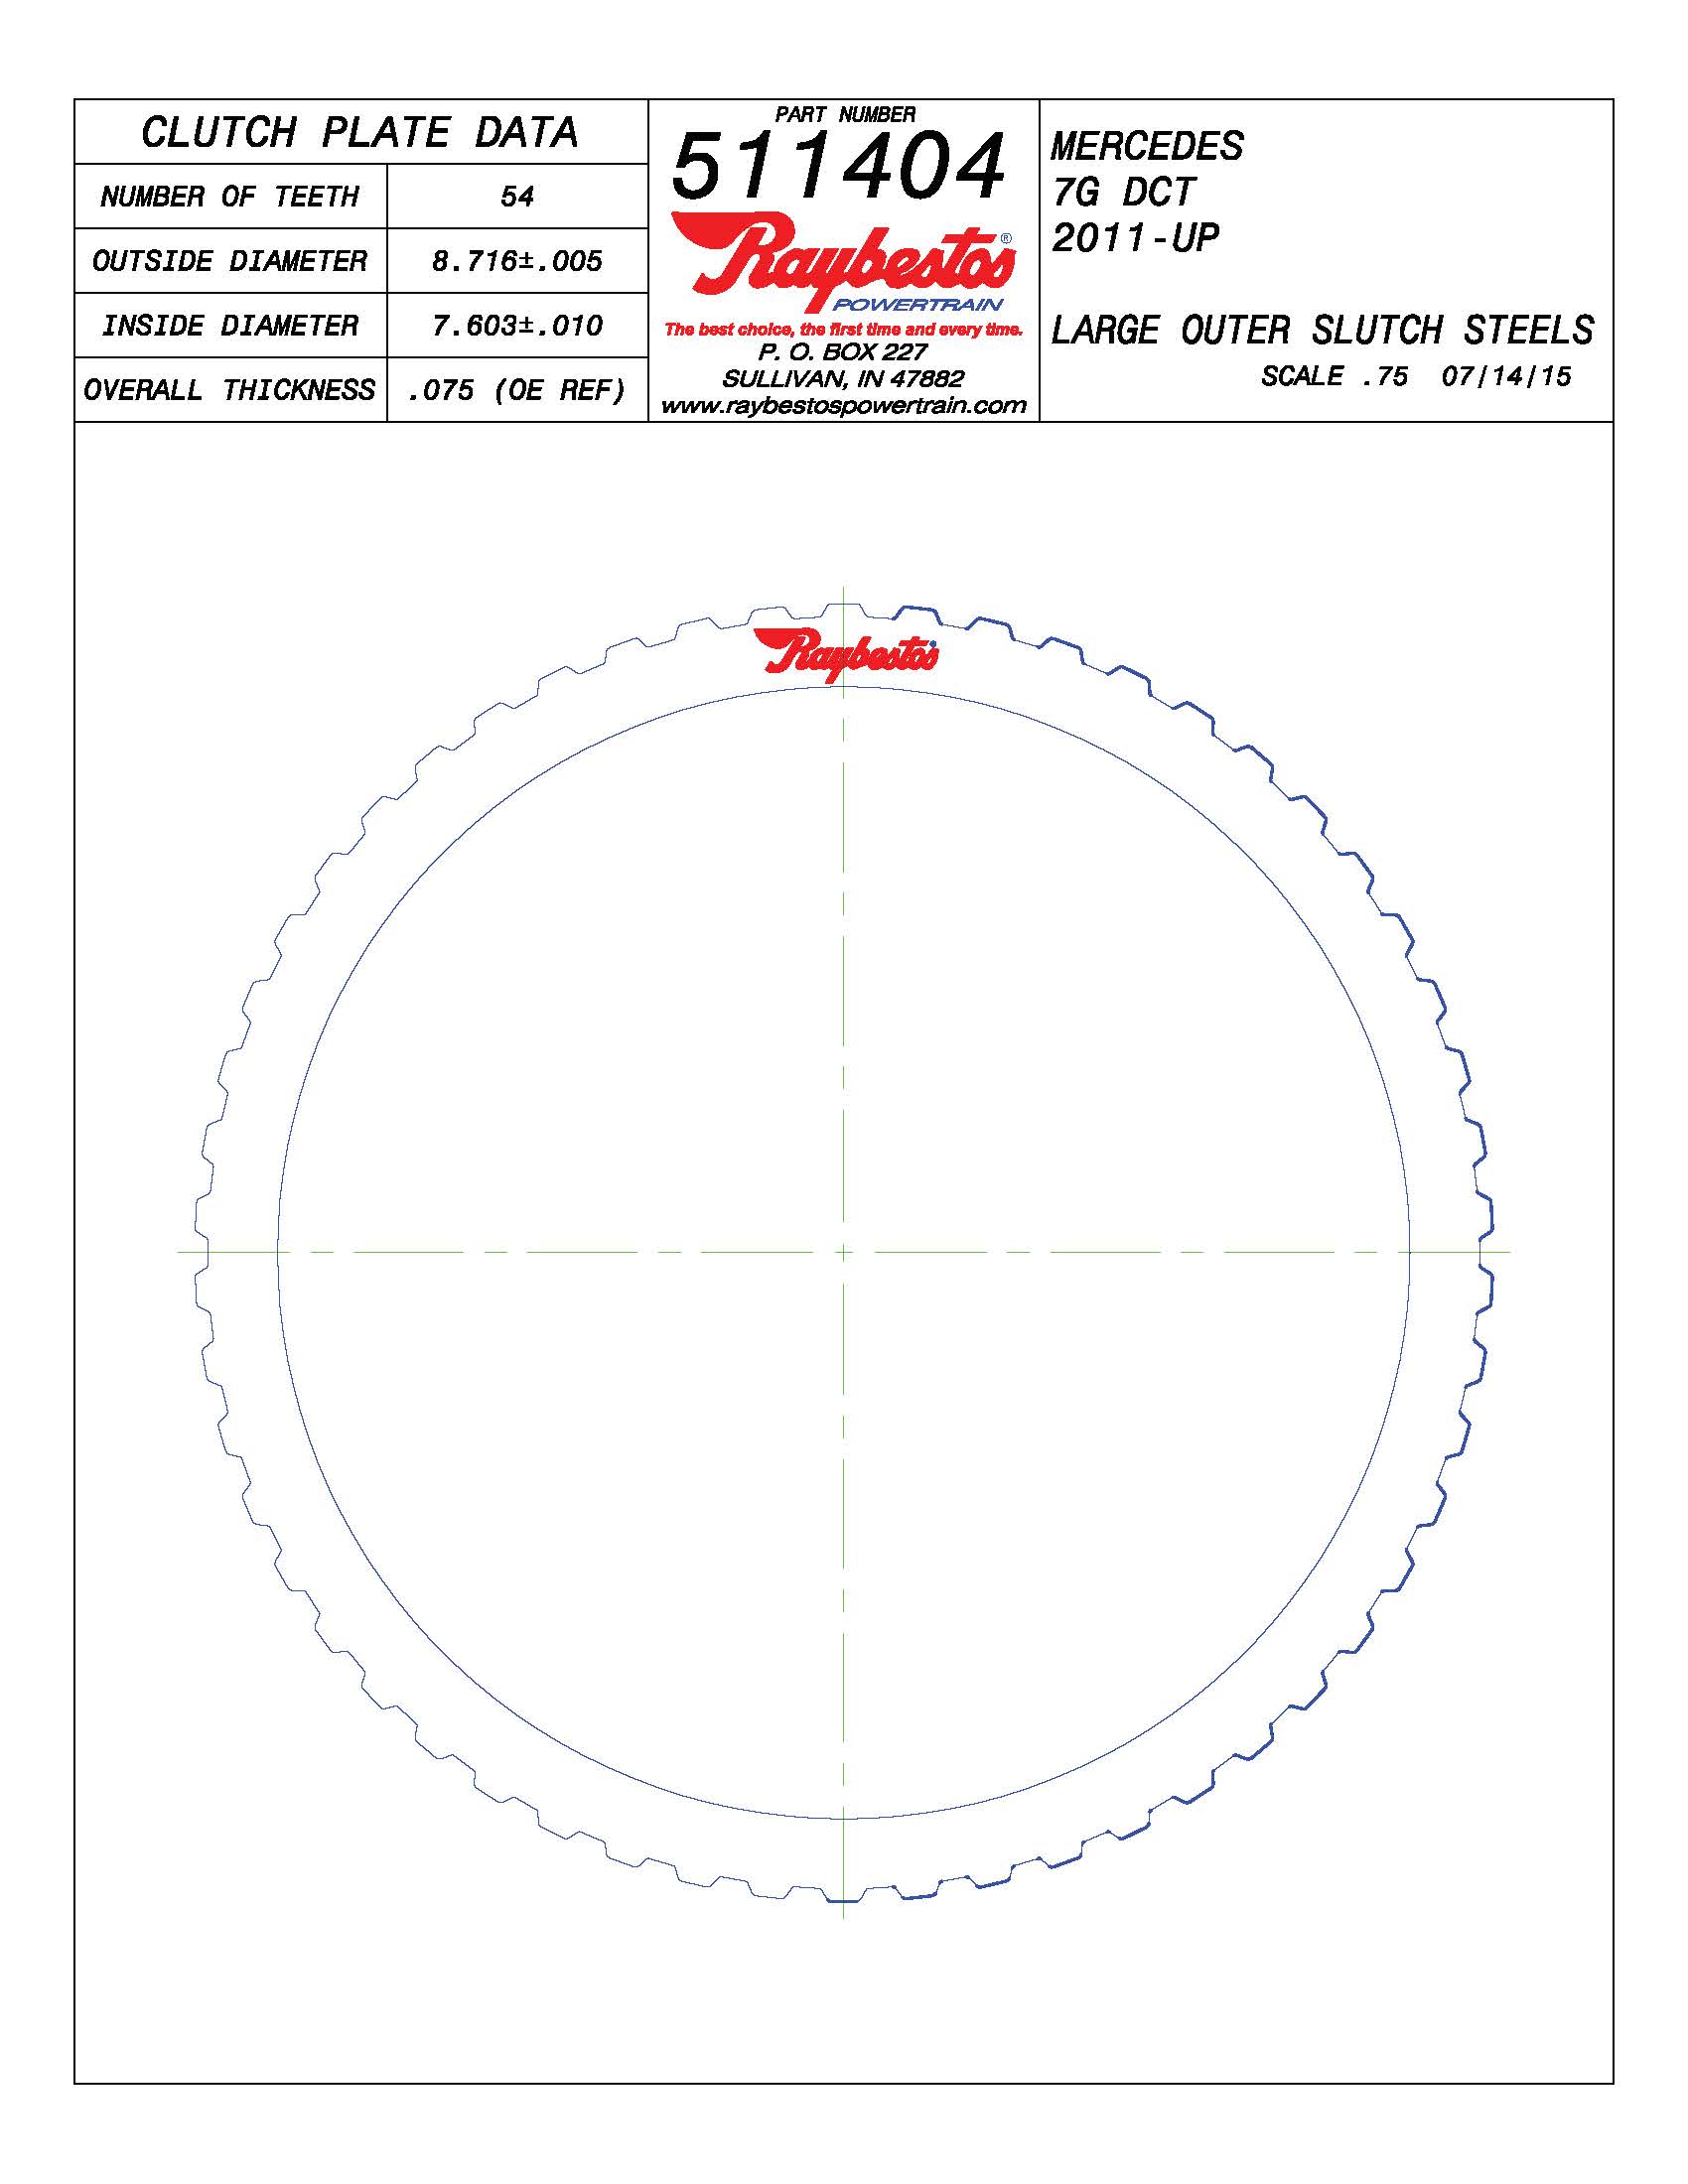 CLUTCH PLATE DATA
NUMBER OF TEETH 54
OUTSIDE DIAMETER 8.716±.005
INSIDE DIAMETER 7.603±.010
OVERALL THICKNESS .075 (OE REF)
PART NUMBER
511404
Raybestos®
POWERTRAIN
The best choice, the first time and every time.
P. O. BOX 227
SULLIVAN, IN 47882
www.raybestospowertrain.com
MERCEDES
7G DCT
2011-UP
LARGE OUTER SLUTCH STEELS
SCALE .75 07/14/15
Raybestos